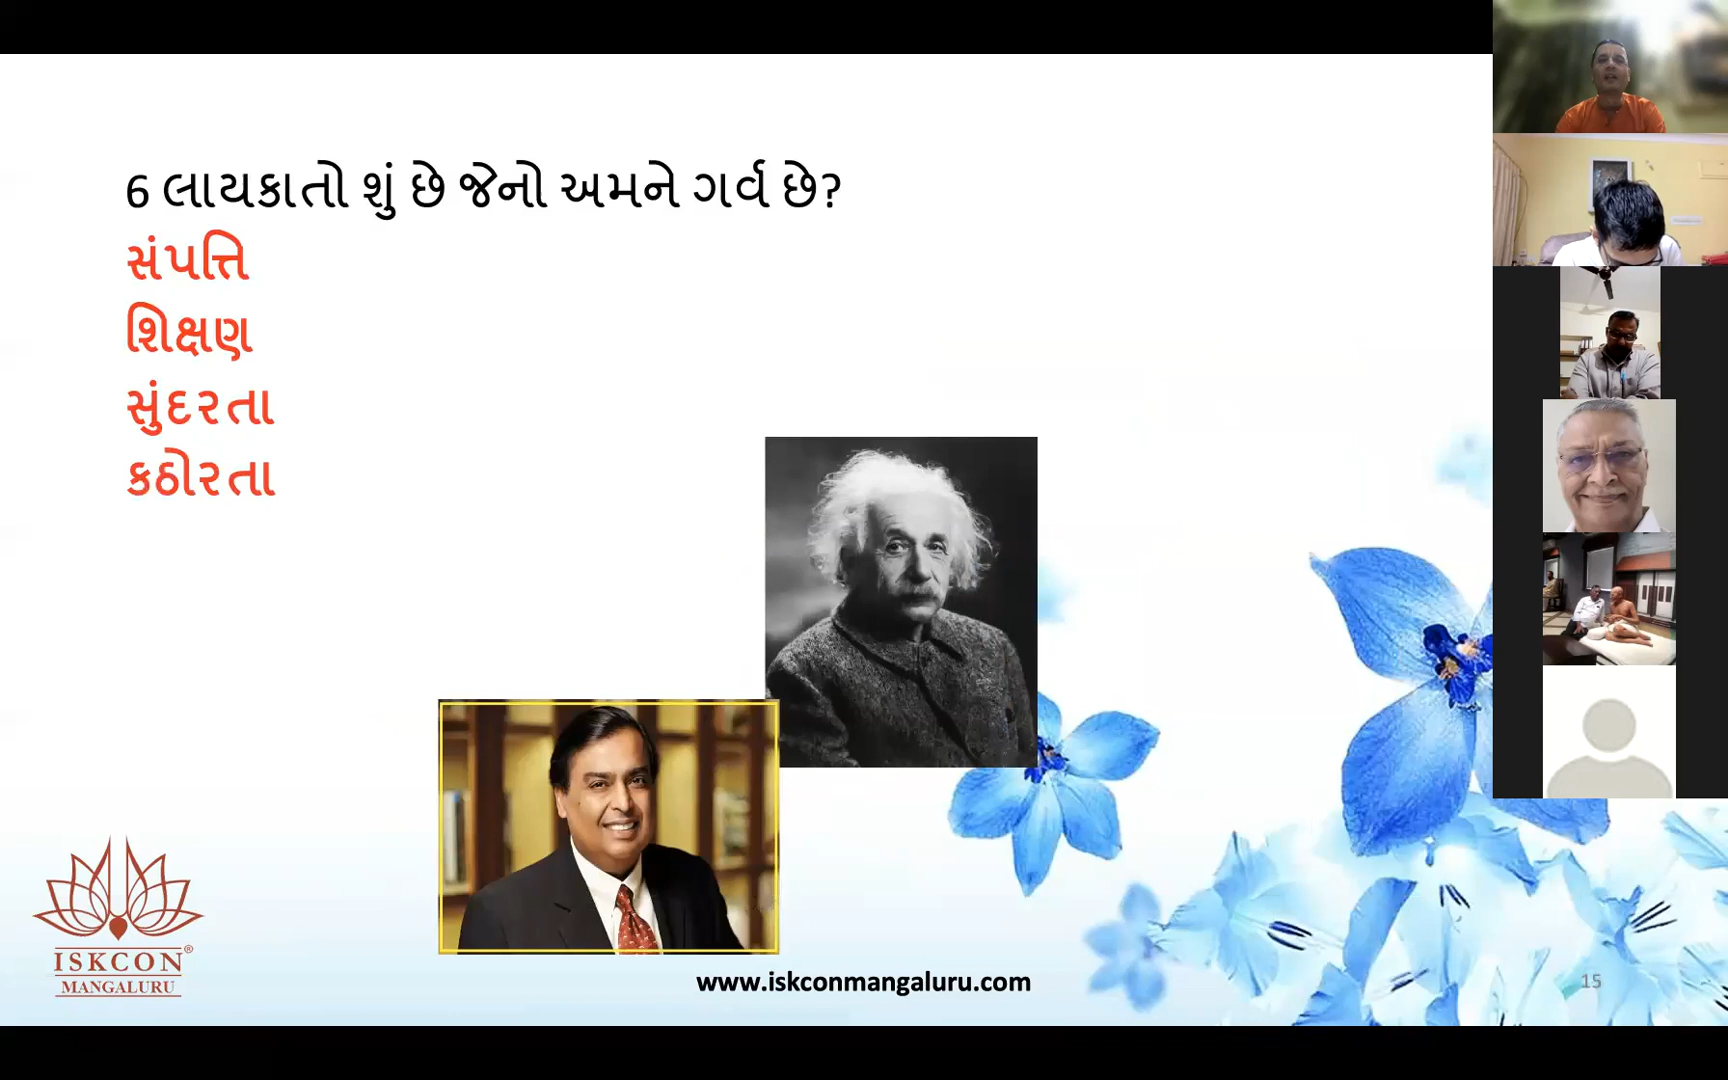 6 લાયકાતો શું છે જેનો અમને ગર્વ છે?
સંપત્તિ
શિક્ષણ
સુંદરતા
કઠોરતા
ISKCON®
MANGALURU
www.iskconmangaluru.com
15